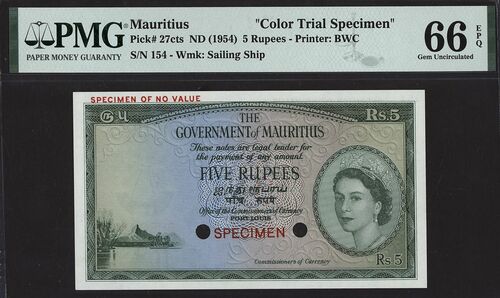 PMG
PAPER MONEY GUARANTY
Mauritius "Color Trial Specimen"
Pick# 27cts ND (1954) 5 Rupees - Printer: BWC
S/N 154 - Wmk: Sailing Ship
66 EPQ
Gem Uncirculated
SPECIMEN OF NO VALUE
Rs.5
THE
GOVERNMENT of MAURITIUS
These notes are legal tender for
the payment of any amount.
FIVE RUPEES
पाँच रुपये
Office of the Commissioners of Currency
PORT LOUIS
SPECIMEN
Commissioners of Currency
Rs 5